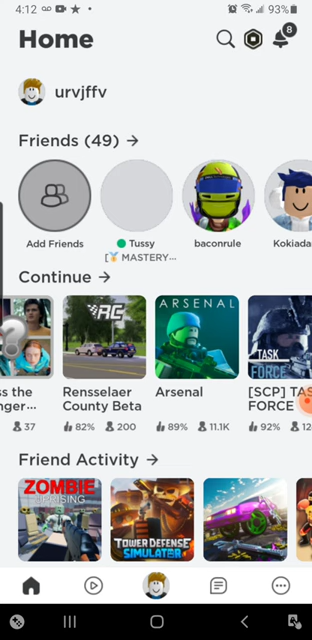 4:12
93%
Home
8
urvjffv
Friends (49) →
Add Friends
Tussy
baconrule
Kokiada
[🏅 MASTERY...
Continue →
RC
ARSENAL
TASK
FORCE
ss the
nger...
Rensselaer
County Beta
Arsenal
[SCP] TAS
FORCE
37
82%
200
89%
11.1K
92%
12
Friend Activity →
ZOMBIE
UPRISING
TOWER DEFENSE
SIMULATOR